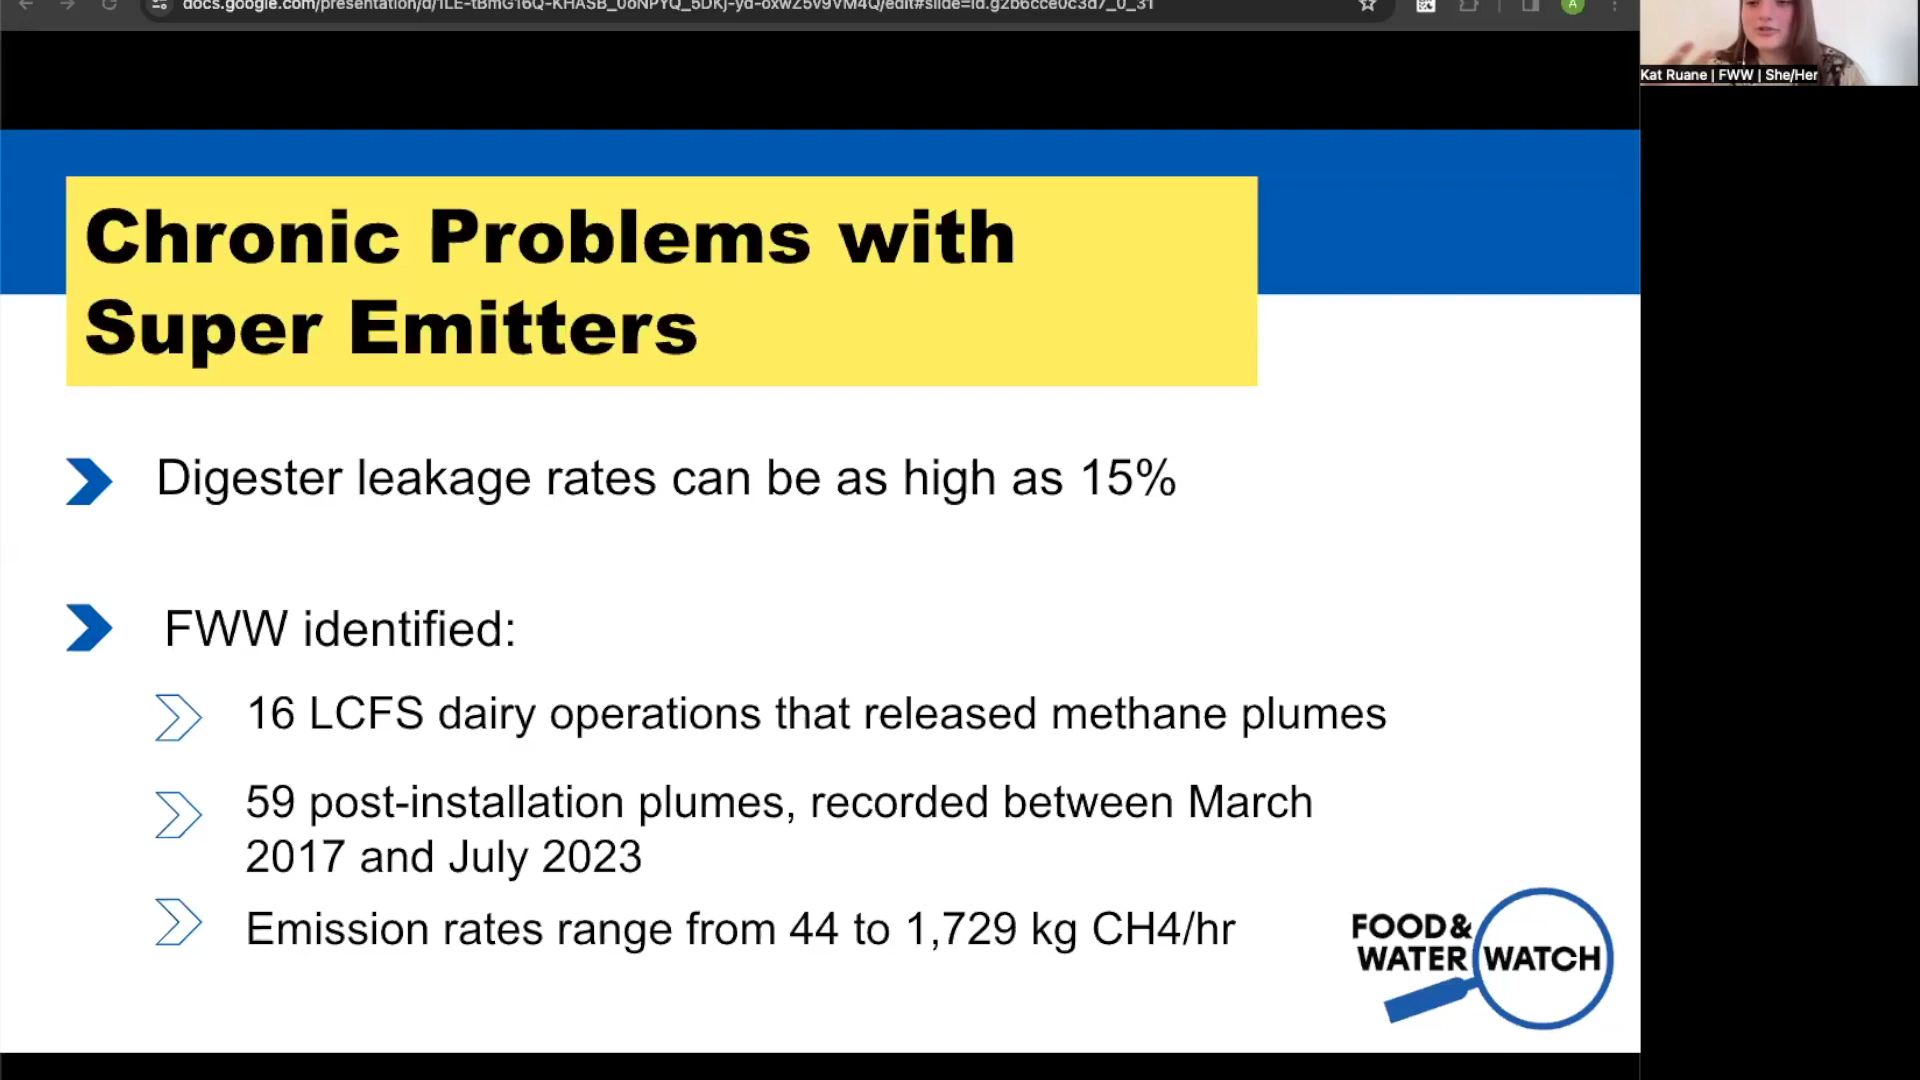 Kat Ruane | FWW | She/Her
Chronic Problems with
Super Emitters
Digester leakage rates can be as high as 15%
FWW identified:
16 LCFS dairy operations that released methane plumes
59 post-installation plumes, recorded between March
2017 and July 2023
Emission rates range from 44 to 1,729 kg CH4/hr
FOOD&
WATER WATCH